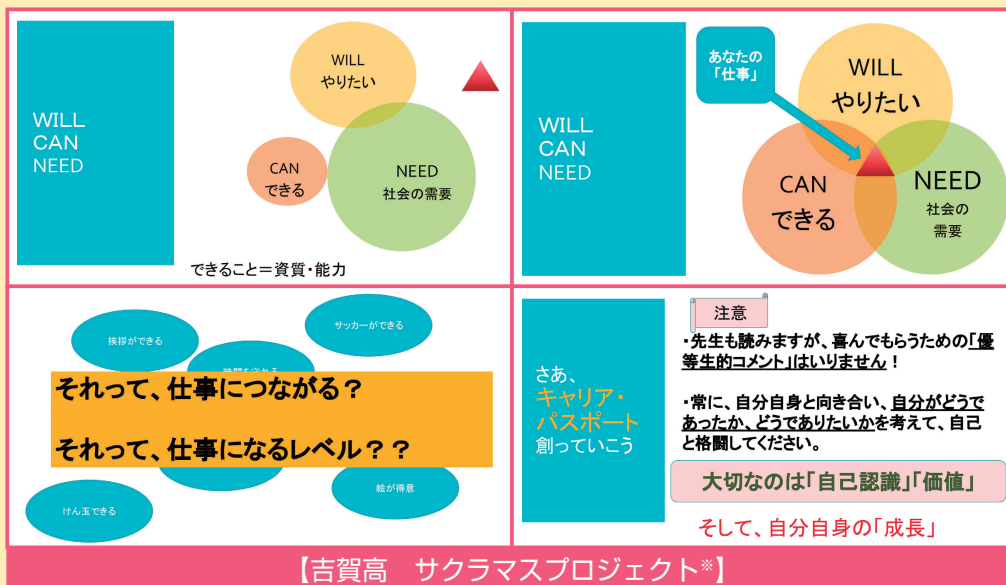 WILL
CAN
NEED
WILL
やりたい
CAN
できる
NEED
社会の需要
できること＝資質・能力
WILL
CAN
NEED
あなたの
「仕事」
WILL
やりたい
CAN
できる
NEED
社会の
需要
挨拶ができる
サッカーができる
それって、仕事につながる？
それって、仕事になるレベル？？
けん玉できる
絵が得意
さあ、
キャリア・
パスポート
創っていこう
注意
・先生も読みますが、喜んでもらうための「優
等生的コメント」はいりません！
・常に、自分自身と向き合い、自分がどうで
あったか、どうでありたいかを考えて、自己
と格闘してください。
大切なのは「自己認識」「価値」
そして、自分自身の「成長」
【吉賀高　サクラマスプロジェクト※】